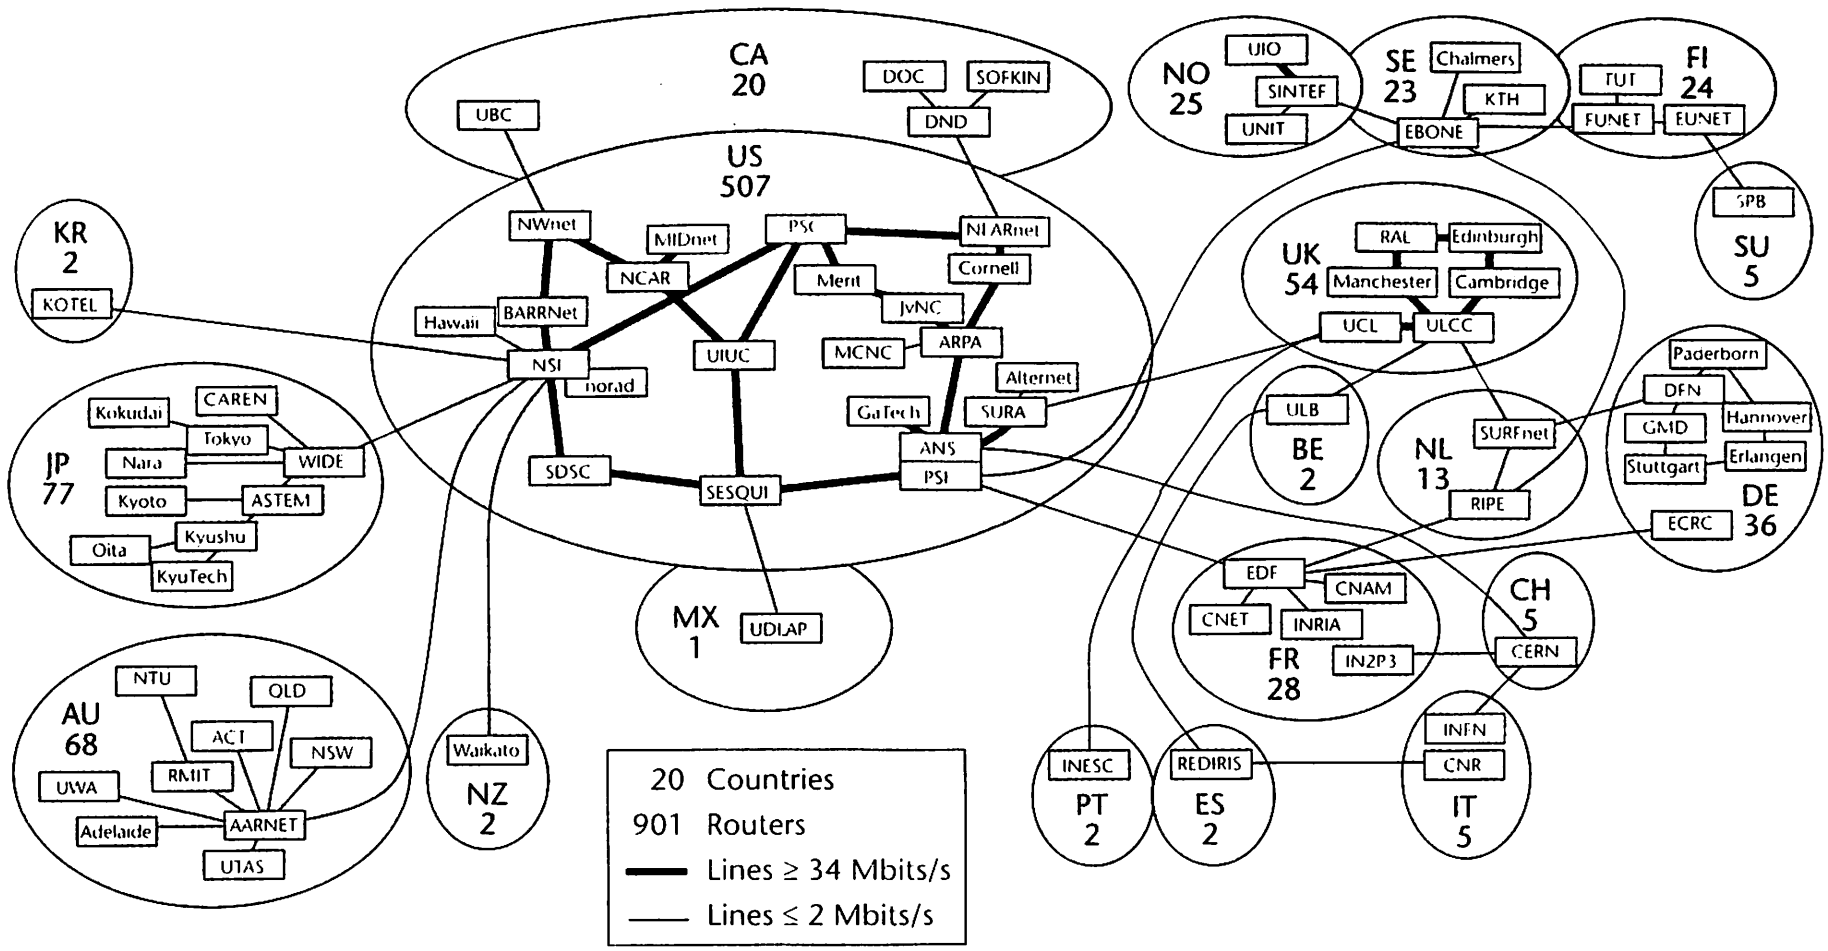 CA
20
DOC
SOFKIN
UBC
DND
NO
25
UIO
SINTEF
UNIT
SE
23
Chalmers
KTH
EBONE
FI
24
TUT
FUNET
EUNET
US
507
NWnet
MIDnet
PSC
NEARnet
NCAR
Merit
Cornell
Hawaii
BARRNet
JvNC
NSI
norad
UIUC
MCNC
ARPA
Alternet
GaTech
SURA
ANS
PSI
SDSC
SESQUI
KR
2
KOTEL
UK
54
RAL
Edinburgh
Manchester
Cambridge
UCL
ULCC
SPB
SU
5
JP
77
CAREN
Kokudai
Tokyo
Nara
WIDE
Kyoto
ASTEM
Kyushu
Oita
KyuTech
ULB
BE
2
SURFnet
NL
13
RIPE
Paderborn
DFN
Hannover
GMD
Stuttgart
Erlangen
DE
36
ECRC
MX
1
UDLAP
EDF
CNAM
CNET
INRIA
IN2P3
FR
28
CH
5
CERN
AU
68
NTU
QLD
ACT
NSW
RMIT
UWA
AARNET
Adelaide
UTAS
Waikato
NZ
2
INESC
PT
2
REDIRIS
ES
2
INFN
CNR
IT
5
20 Countries
901 Routers
Lines ≥ 34 Mbits/s
Lines ≤ 2 Mbits/s